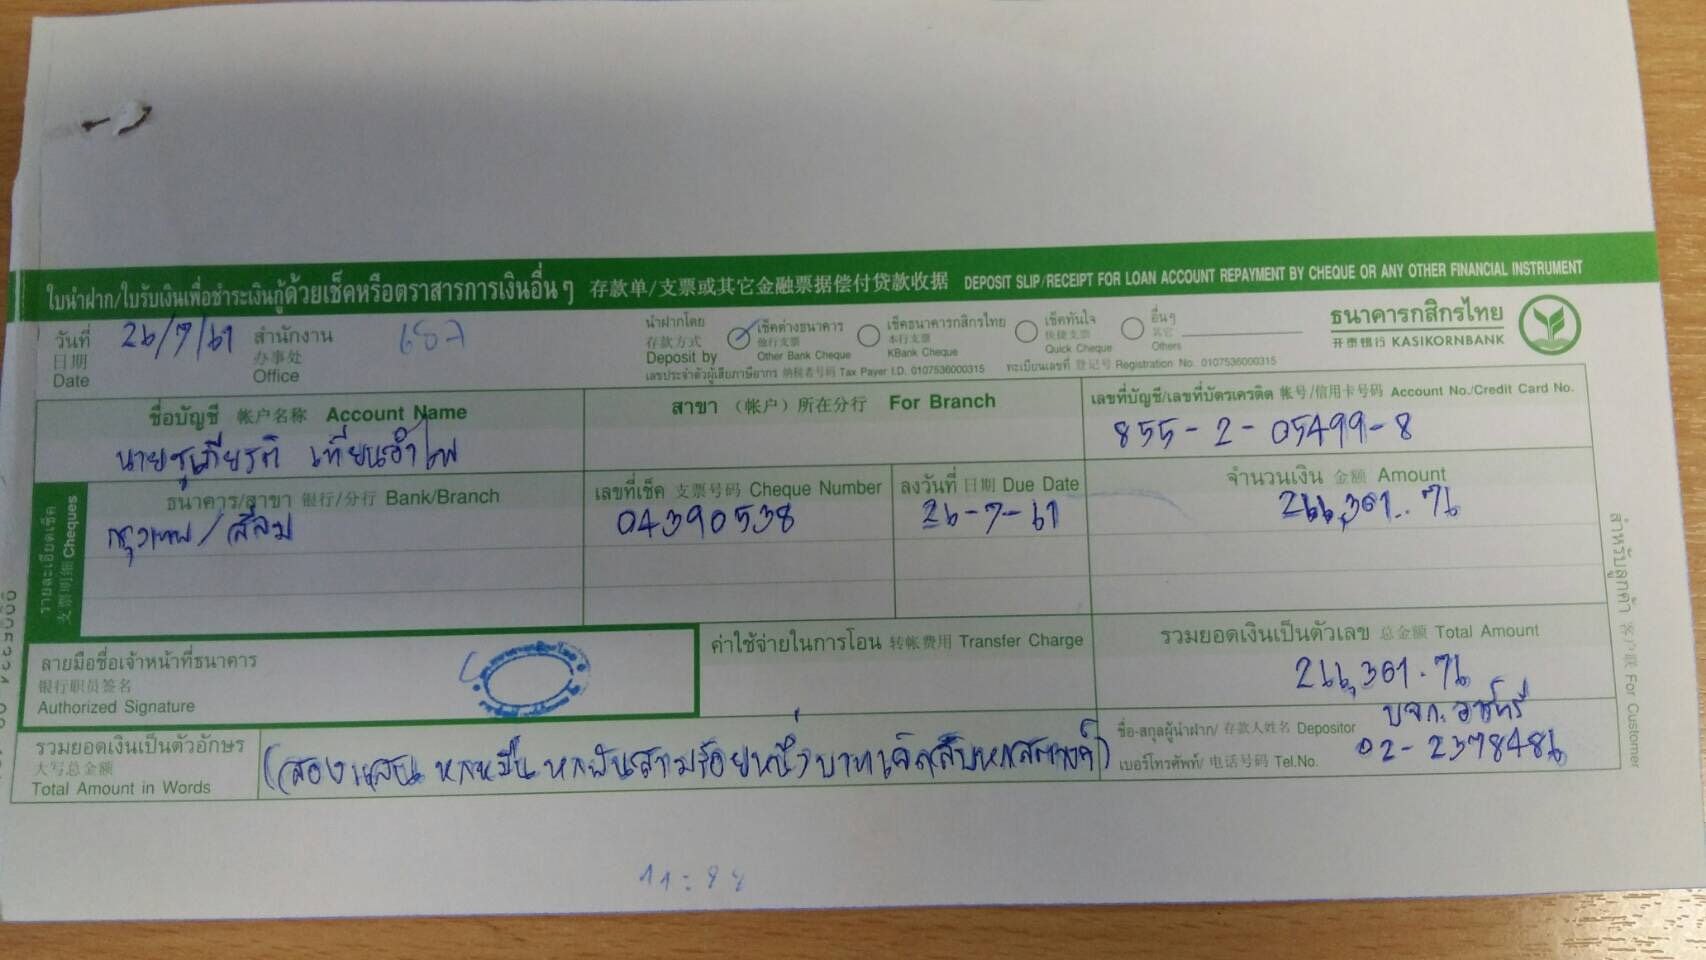 ใบนำฝาก/ใบรับเงินเพื่อชำระเงินกู้ด้วยเช็คหรือตราสารการเงินอื่นๆ 存款单/支票或其它金融票据偿付贷款收据 DEPOSIT SLIP/RECEIPT FOR LOAN ACCOUNT REPAYMENT BY CHEQUE OR ANY OTHER FINANCIAL INSTRUMENT
วันที่ 26/7/61 สำนักงาน
日期 办事处
Date Office
นำฝากโดย เช็คต่างธนาคาร เช็คธนาคารกสิกรไทย เช็คทันใจ อื่นๆ
存款方式 他行支票 本行支票 快捷支票 其它
Deposit by Other Bank Cheque KBank Cheque Quick Cheque Others
เลขประจำตัวผู้เสียภาษีอากร 纳税者号码 Tax Payer I.D. 0107536000315 ทะเบียนเลขที่ 登记号 Registration No. 0107536000315
ธนาคารกสิกรไทย
开泰银行 KASIKORNBANK
ชื่อบัญชี 帐户名称 Account Name สาขา (帐户) 所在分行 For Branch เลขที่บัญชี/เลขที่บัตรเครดิต 帐号/信用卡号码 Account No./Credit Card No.
นายชูเกียรติ เทียนอำไพ 855-2-05499-8
รายละเอียดเช็ค
支票明细 Cheques
ธนาคาร/สาขา 银行/分行 Bank/Branch เลขที่เช็ค 支票号码 Cheque Number ลงวันที่ 日期 Due Date จำนวนเงิน 金额 Amount
กรุงเทพ/สีลม 04390538 26-7-61 266,361.76
ลายมือชื่อเจ้าหน้าที่ธนาคาร
银行职员签名
Authorized Signature
ค่าใช้จ่ายในการโอน 转帐费用 Transfer Charge
รวมยอดเงินเป็นตัวเลข 总金额 Total Amount
266,361.76
รวมยอดเงินเป็นตัวอักษร
大写总金额
Total Amount in Words
(สองแสนหกหมื่นหกพันสามร้อยหนึ่งบาทเจ็ดสิบหกสตางค์)
ชื่อ-สกุลผู้นำฝาก/ 存款人姓名 Depositor บจก.
เบอร์โทรศัพท์/ 电话号码 Tel.No. 02-2378486
สำหรับลูกค้า 客户联 For Customer